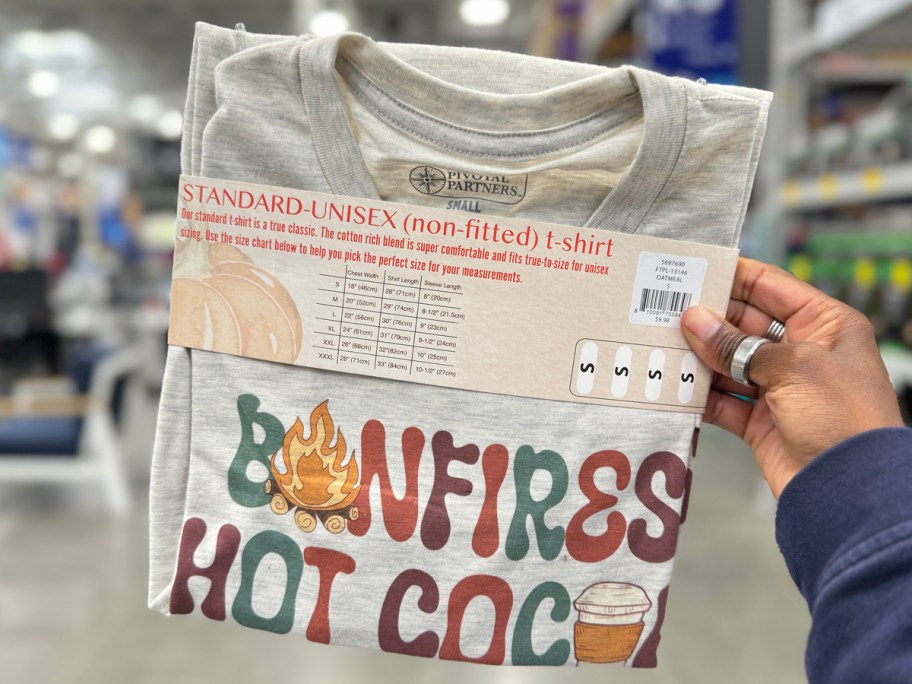 PIVOTAL
PARTNERS.
SMALL
STANDARD-UNISEX (non-fitted) t-shirt
Our standard t-shirt is a true classic. The cotton rich blend is super comfortable and fits true-to-size for unisex
sizing. Use the size chart below to help you pick the perfect size for your measurements.
Chest Width Shirt Length Sleeve Length
S 18" (46cm) 28" (71cm) 8" (20cm)
M 20" (52cm) 29" (74cm) 8-1/2" (21.5cm)
L 22" (56cm) 30" (76cm) 9" (23cm)
XL 24" (61cm) 31" (79cm) 9-1/2" (24cm)
XXL 26" (66cm) 32"(82cm) 10" (25cm)
XXXL 28" (71cm) 33" (84cm) 10-1/2" (27cm)
5697690
FTPL-13146
OATMEAL
S
$9.98
S S S S
BONFIRES
HOT COCOA